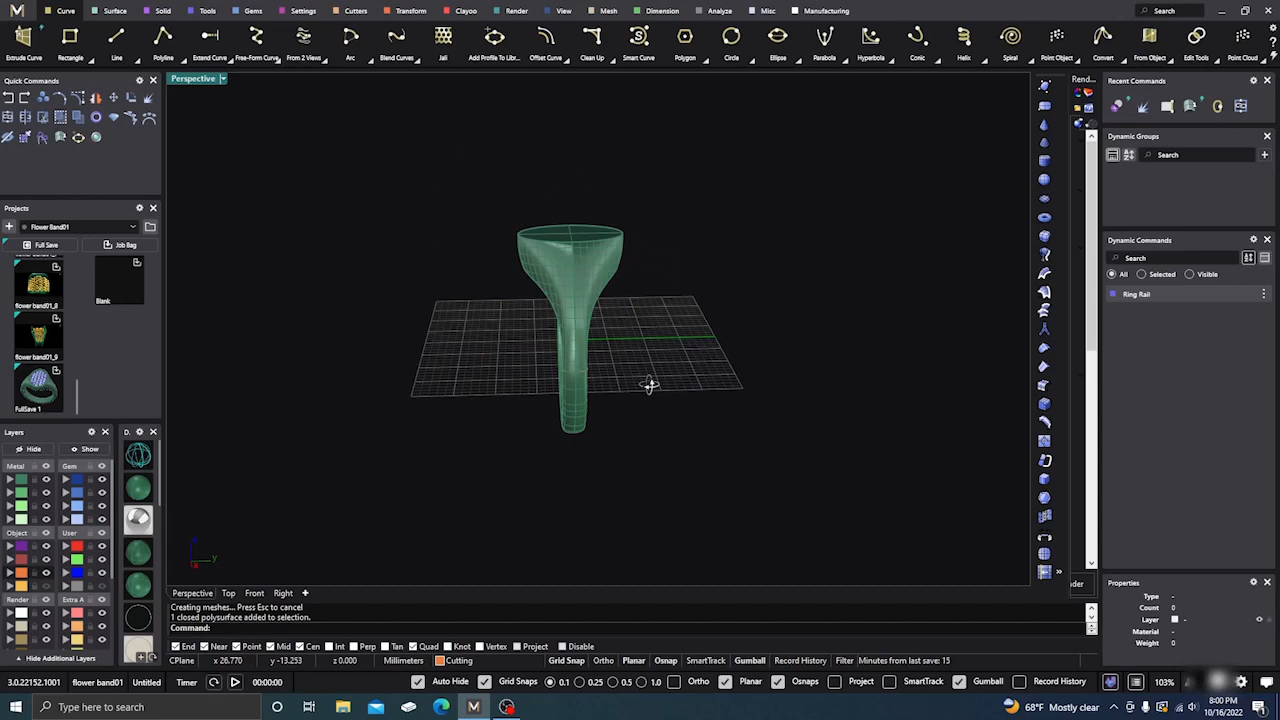 Curve Surface Solid Tools Gems Settings Cutters Transform Clayoo Render View Mesh Dimension Analyze Misc Manufacturing Search
Extrude Curve Rectangle Line Polyline Extend Curve Free-Form Curve From 2 Views Arc Blend Curves Jali Add Profile To Libr... Offset Curve Clean Up Smart Curve Polygon Circle Ellipse Parabola Hyperbola Conic Helix Spiral Point Object Convert From Object Edit Tools Point Cloud
Quick Commands
Perspective
Rend...
Recent Commands
Dynamic Groups
Search
Projects
Flower Band01
Full Save Job Bag
flower band01_8
Blank
flower band01_9
FullSave 1
Dynamic Commands
Search
All Selected Visible
Ring Rail
Layers D.
Hide Show
Metal Gem
Object User
Render Extra A
Hide Additional Layers
z y x
Perspective Top Front Right
Creating meshes... Press Esc to cancel
1 closed polysurface added to selection.
Command:
End Near Point Mid Cen Int Perp Tan Quad Knot Vertex Project Disable
CPlane x 26.770 y -13.253 z 0.000 Millimeters Cutting Grid Snap Ortho Planar Osnap SmartTrack Gumball Record History Filter Minutes from last save: 15
Properties
Type -
Count 0
Layer -
Material -
Weight 0
3.0.22152.1001 flower band01 Untitled Timer 00:00:00 Auto Hide Grid Snaps 0.1 0.25 0.5 1.0 Ortho Planar Osnaps Project SmartTrack Gumball Record History 103%
Type here to search
68°F Mostly clear
8:00 PM
10/16/2022